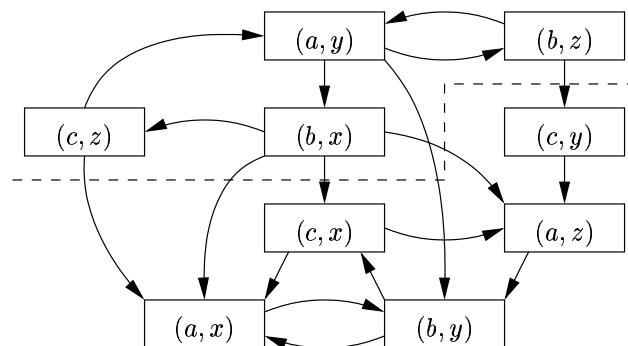 (a, y) (b, z)
(c, z) (b, x) (c, y)
(c, x) (a, z)
(a, x) (b, y)